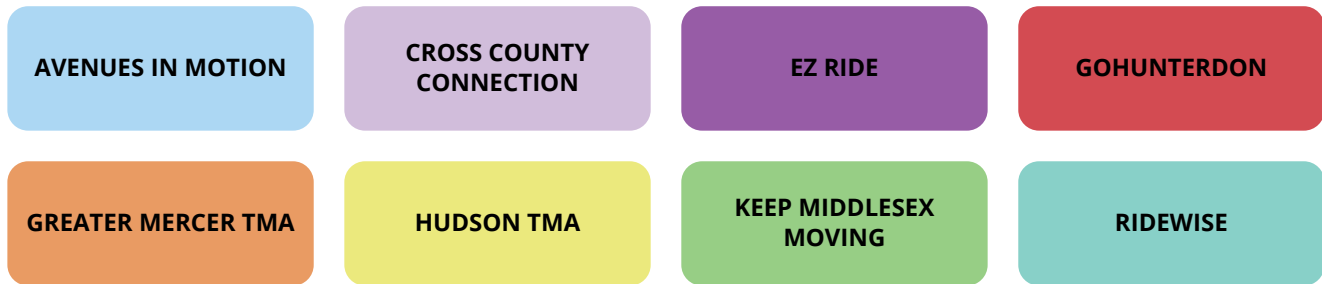 AVENUES IN MOTION
CROSS COUNTY
CONNECTION
EZ RIDE
GOHUNTERDON
GREATER MERCER TMA
HUDSON TMA
KEEP MIDDLESEX
MOVING
RIDEWISE